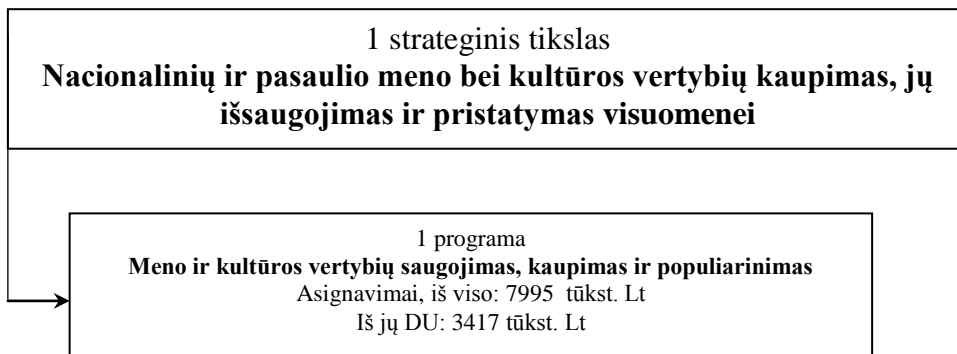 1 strateginis tikslas
Nacionalinių ir pasaulio meno bei kultūros vertybių kaupimas, jų
išsaugojimas ir pristatymas visuomenei
1 programa
Meno ir kultūros vertybių saugojimas, kaupimas ir populiarinimas
Asignavimai, iš viso: 7995 tūkst. Lt
Iš jų DU: 3417 tūkst. Lt